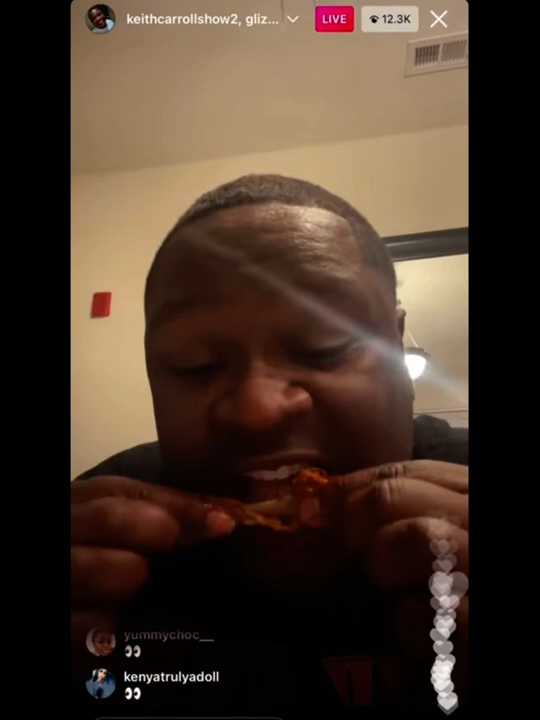 keithcarrollshow2, gliz...
LIVE
12.3K
yummychoc__
👀
kenyatrulyadoll
👀